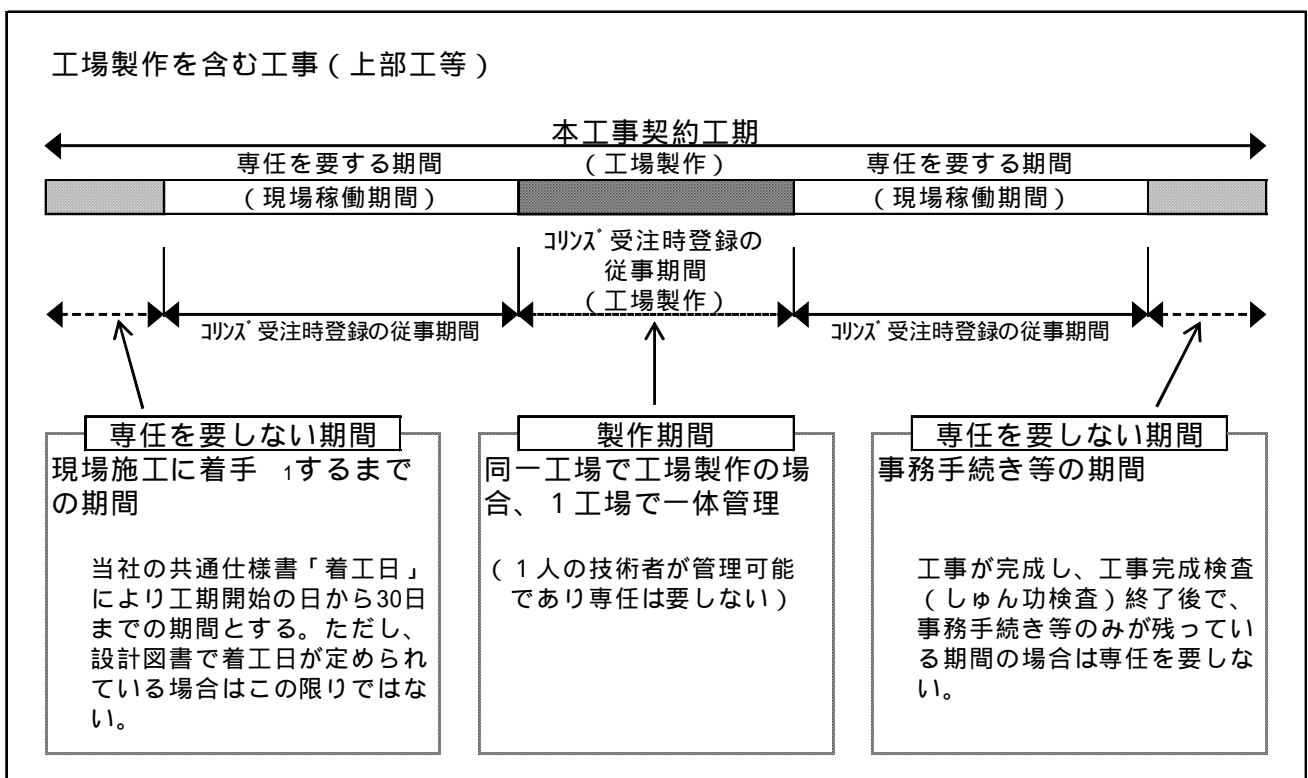 工場製作を含む工事（上部工等）
本工事契約工期
専任を要する期間
（工場製作）
専任を要する期間
（現場稼働期間）
（現場稼働期間）
ｺﾘﾝｽﾞ受注時登録の
従事期間
（工場製作）
ｺﾘﾝｽﾞ受注時登録の従事期間
ｺﾘﾝｽﾞ受注時登録の従事期間
専任を要しない期間
現場施工に着手 1するまで
の期間
当社の共通仕様書「着工日」
により工期開始の日から30日
までの期間とする。ただし、
設計図書で着工日が定められ
ている場合はこの限りではな
い。
製作期間
同一工場で工場製作の場
合、１工場で一体管理
（１人の技術者が管理可能
であり専任は要しない）
専任を要しない期間
事務手続き等の期間
工事が完成し、工事完成検査
（しゅん功検査）終了後で、
事務手続き等のみが残ってい
る期間の場合は専任を要しな
い。